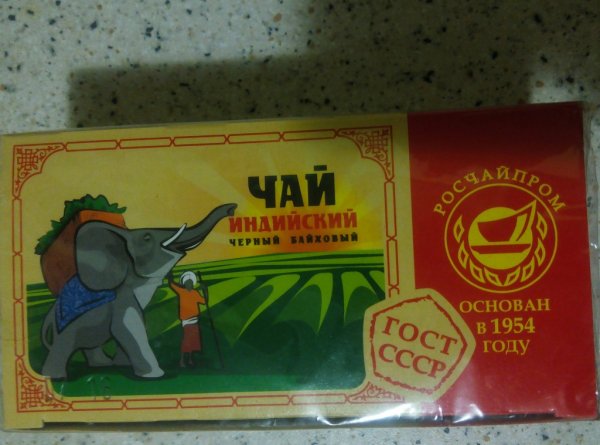 ЧАЙ
ИНДИЙСКИЙ
ЧЕРНЫЙ БАЙХОВЫЙ
РОСЧАЙПРОМ
ОСНОВАН
в 1954
ГОДУ
ГОСТ
СССР